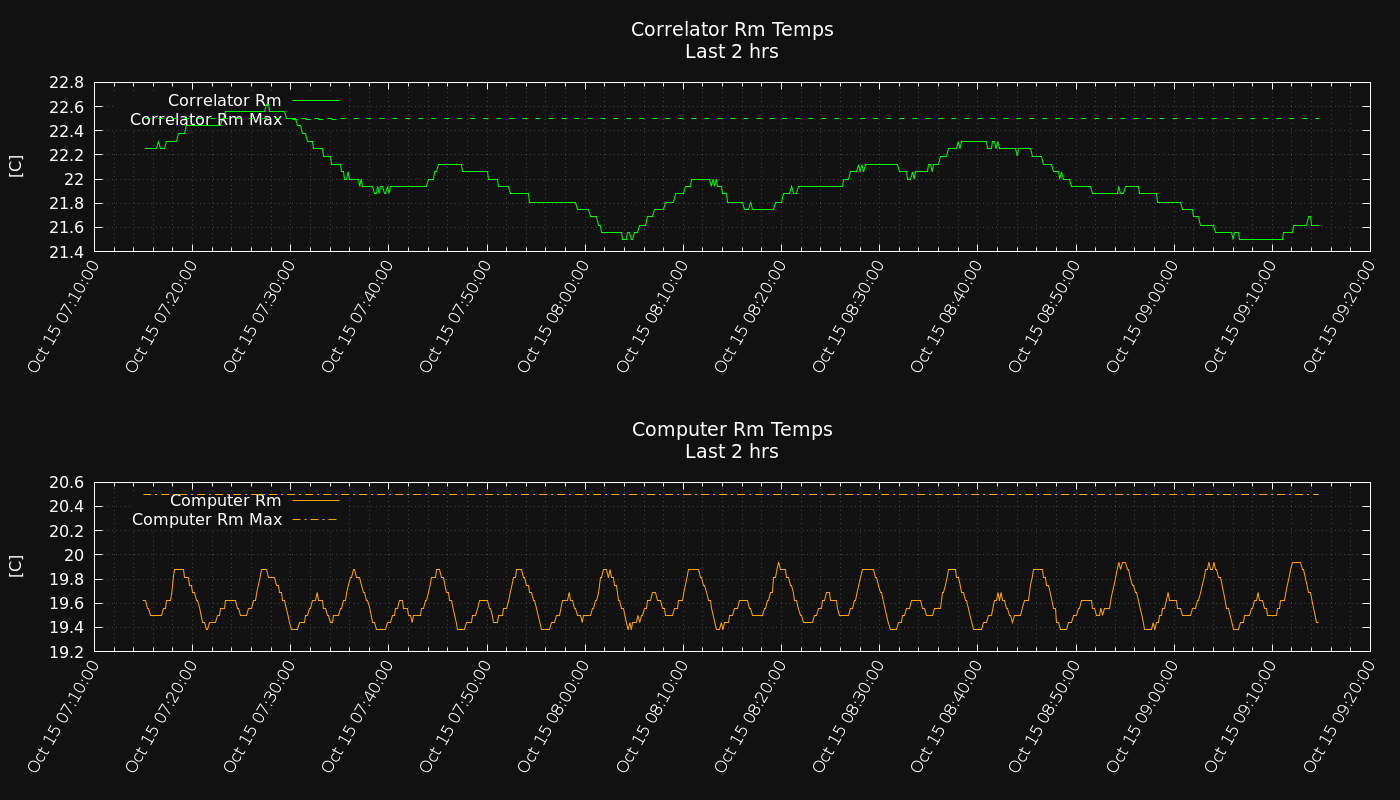 Correlator Rm Temps
Last 2 hrs
[C]
22.8
22.6
22.4
22.2
22
21.8
21.6
21.4
Correlator Rm
Correlator Rm Max
Oct 15 07:10:00
Oct 15 07:20:00
Oct 15 07:30:00
Oct 15 07:40:00
Oct 15 07:50:00
Oct 15 08:00:00
Oct 15 08:10:00
Oct 15 08:20:00
Oct 15 08:30:00
Oct 15 08:40:00
Oct 15 08:50:00
Oct 15 09:00:00
Oct 15 09:10:00
Oct 15 09:20:00
Computer Rm Temps
Last 2 hrs
[C]
20.6
20.4
20.2
20
19.8
19.6
19.4
19.2
Computer Rm
Computer Rm Max
Oct 15 07:10:00
Oct 15 07:20:00
Oct 15 07:30:00
Oct 15 07:40:00
Oct 15 07:50:00
Oct 15 08:00:00
Oct 15 08:10:00
Oct 15 08:20:00
Oct 15 08:30:00
Oct 15 08:40:00
Oct 15 08:50:00
Oct 15 09:00:00
Oct 15 09:10:00
Oct 15 09:20:00